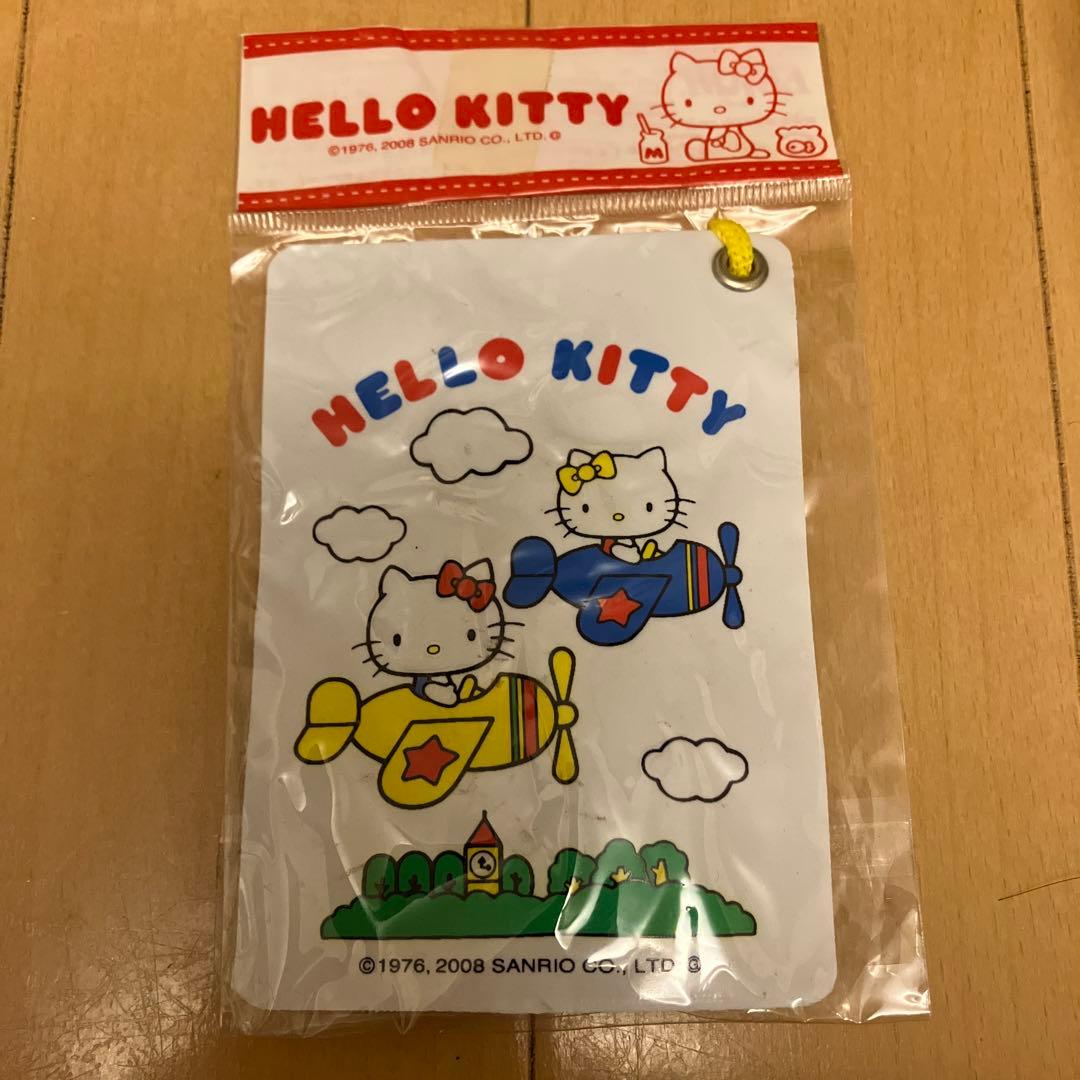 HELLO KITTY
©1976, 2008 SANRIO CO., LTD. Ⓖ
M
HELLO KITTY
©1976, 2008 SANRIO CO., LTD. Ⓖ